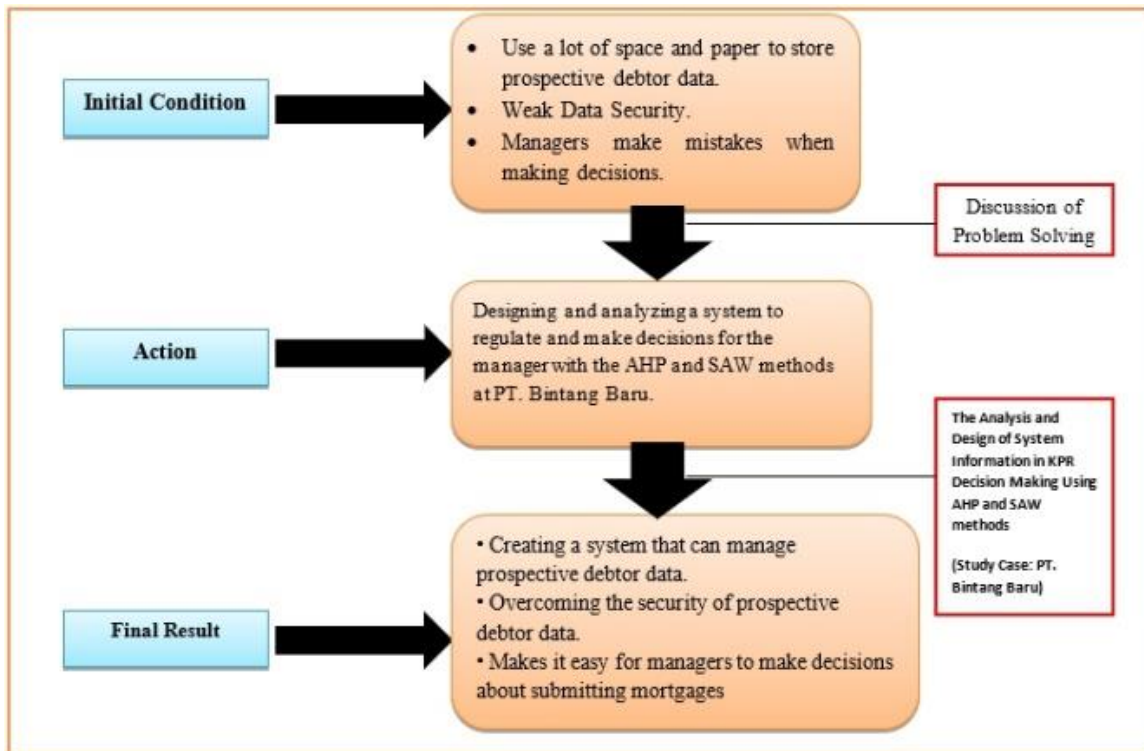 Initial Condition
• Use a lot of space and paper to store
prospective debtor data.
• Weak Data Security.
• Managers make mistakes when
making decisions.
Discussion of
Problem Solving
Action
Designing and analyzing a system to
regulate and make decisions for the
manager with the AHP and SAW methods
at PT. Bintang Baru.
The Analysis and
Design of System
Information in KPR
Decision Making Using
AHP and SAW
methods
(Study Case: PT.
Bintang Baru)
Final Result
• Creating a system that can manage
prospective debtor data.
• Overcoming the security of prospective
debtor data.
• Makes it easy for managers to make decisions
about submitting mortgages